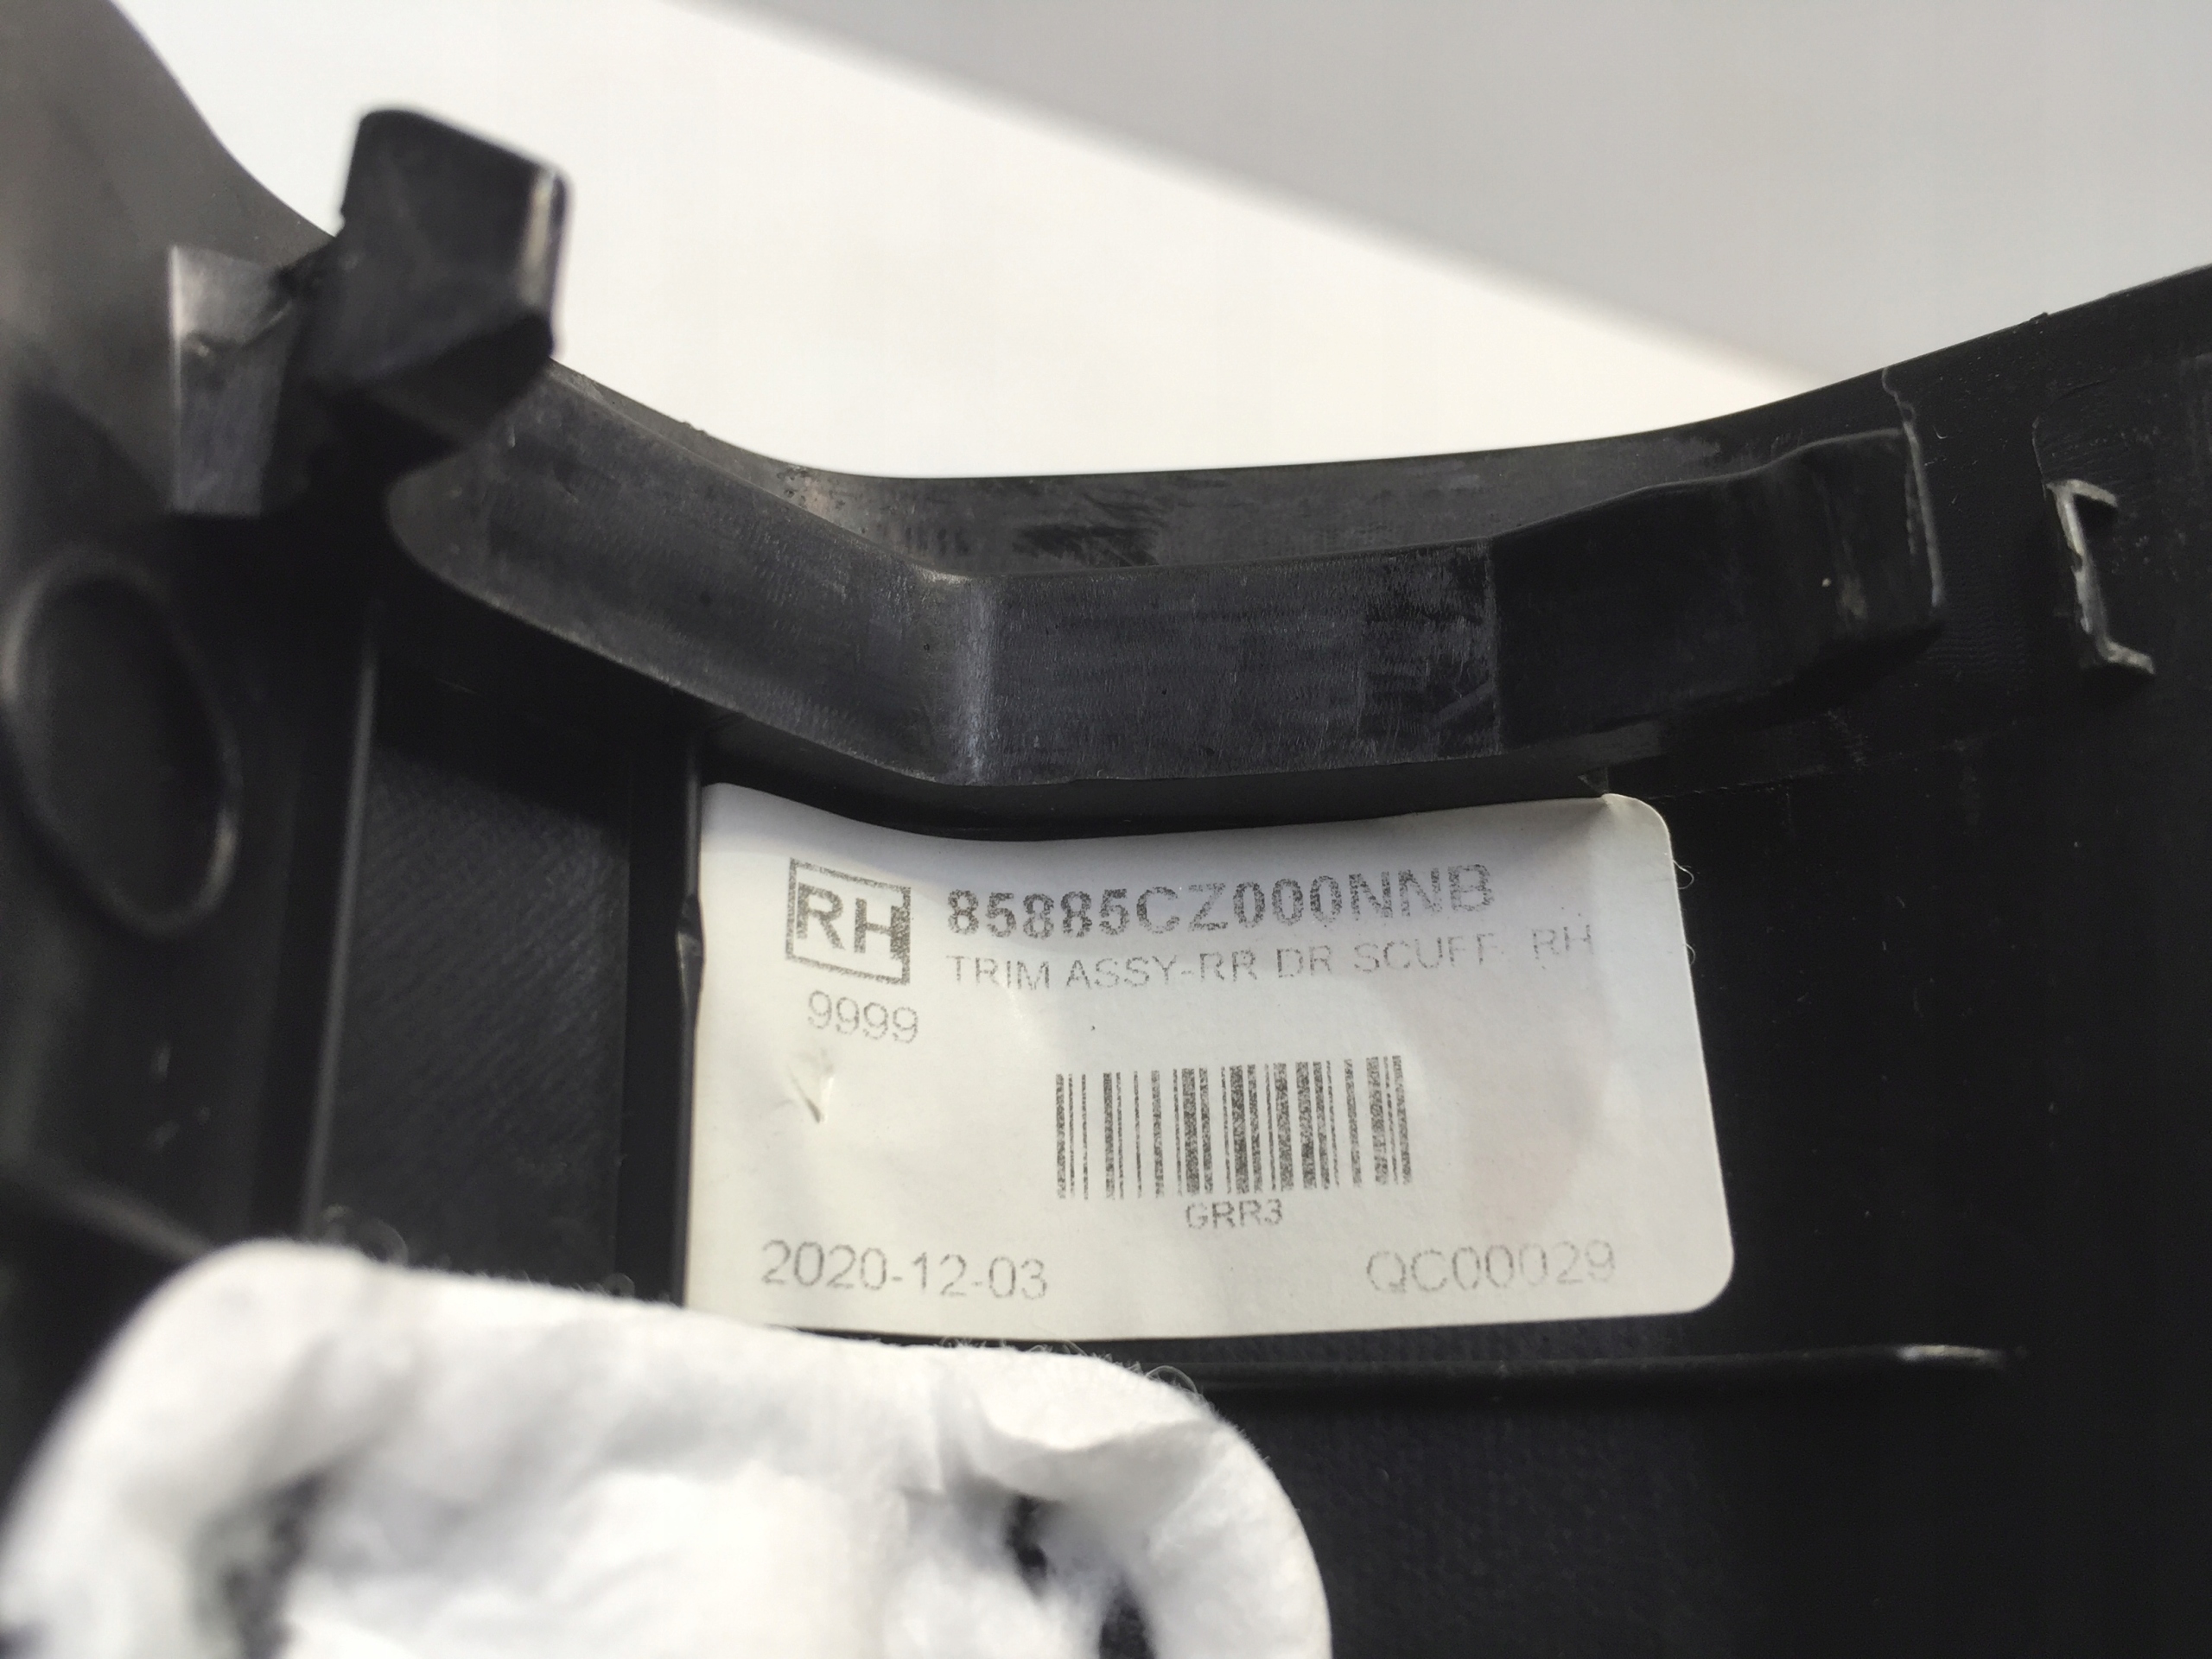 RH
85885CZ000NNB
TRIM ASSY-RR DR SCUFF RH
9999
GRR3
2020-12-03
QC00029